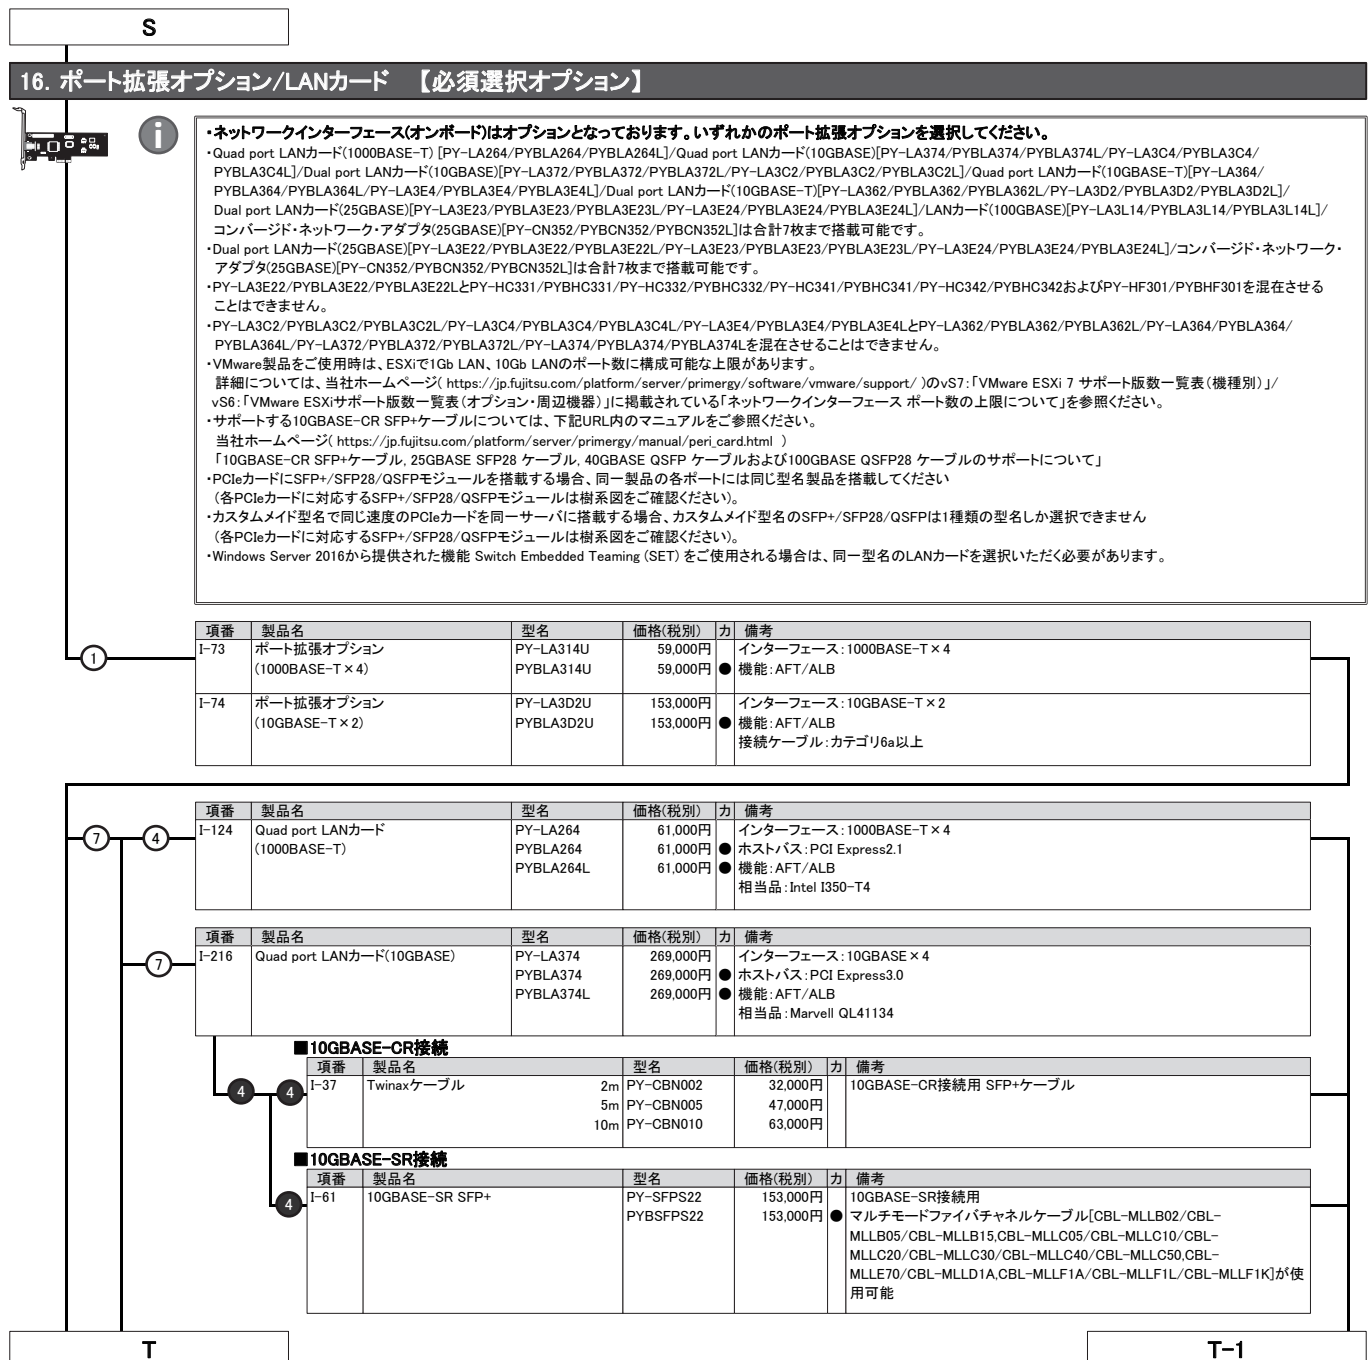 S
16. ポート拡張オプション/LANカード 【必須選択オプション】
i
・ネットワークインターフェース(オンボード)はオプションとなっております。いずれかのポート拡張オプションを選択してください。
・Quad port LANカード(1000BASE-T) [PY-LA264/PYBLA264/PYBLA264L]/Quad port LANカード(10GBASE)[PY-LA374/PYBLA374/PYBLA374L/PY-LA3C4/PYBLA3C4/
PYBLA3C4L]/Dual port LANカード(10GBASE)[PY-LA372/PYBLA372/PYBLA372L/PY-LA3C2/PYBLA3C2/PYBLA3C2L]/Quad port LANカード(10GBASE-T)[PY-LA364/
PYBLA364/PYBLA364L/PY-LA3E4/PYBLA3E4/PYBLA3E4L]/Dual port LANカード(10GBASE-T)[PY-LA362/PYBLA362/PYBLA362L/PY-LA3D2/PYBLA3D2/PYBLA3D2L]/
Dual port LANカード(25GBASE)[PY-LA3E23/PYBLA3E23/PYBLA3E23L/PY-LA3E24/PYBLA3E24/PYBLA3E24L]/LANカード(100GBASE)[PY-LA3L14/PYBLA3L14/PYBLA3L14L]/
コンバージド・ネットワーク・アダプタ(25GBASE)[PY-CN352/PYBCN352/PYBCN352L]は合計7枚まで搭載可能です。
・Dual port LANカード(25GBASE)[PY-LA3E22/PYBLA3E22/PYBLA3E22L/PY-LA3E23/PYBLA3E23/PYBLA3E23L/PY-LA3E24/PYBLA3E24/PYBLA3E24L]/コンバージド・ネットワーク・
アダプタ(25GBASE)[PY-CN352/PYBCN352/PYBCN352L]は合計7枚まで搭載可能です。
・PY-LA3E22/PYBLA3E22/PYBLA3E22LとPY-HC331/PYBHC331/PY-HC332/PYBHC332/PY-HC341/PYBHC341/PY-HC342/PYBHC342およびPY-HF301/PYBHF301を混在させる
ことはできません。
・PY-LA3C2/PYBLA3C2/PYBLA3C2L/PY-LA3C4/PYBLA3C4/PYBLA3C4L/PY-LA3E4/PYBLA3E4/PYBLA3E4LとPY-LA362/PYBLA362/PYBLA362L/PY-LA364/PYBLA364/
PYBLA364L/PY-LA372/PYBLA372/PYBLA372L/PY-LA374/PYBLA374/PYBLA374Lを混在させることはできません。
・VMware製品をご使用時は、ESXiで1Gb LAN、10Gb LANのポート数に構成可能な上限があります。
詳細については、当社ホームページ( https://jp.fujitsu.com/platform/server/primergy/software/vmware/support/ )のvS7:「VMware ESXi 7 サポート版数一覧表(機種別)」/
vS6:「VMware ESXiサポート版数一覧表(オプション・周辺機器)」に掲載されている「ネットワークインターフェース ポート数の上限について」を参照ください。
・サポートする10GBASE-CR SFP+ケーブルについては、下記URL内のマニュアルをご参照ください。
当社ホームページ( https://jp.fujitsu.com/platform/server/primergy/manual/peri_card.html )
「10GBASE-CR SFP+ケーブル, 25GBASE SFP28 ケーブル, 40GBASE QSFP ケーブルおよび100GBASE QSFP28 ケーブルのサポートについて」
・PCIeカードにSFP+/SFP28/QSFPモジュールを搭載する場合、同一製品の各ポートには同じ型名製品を搭載してください
(各PCIeカードに対応するSFP+/SFP28/QSFPモジュールは樹系図をご確認ください)。
・カスタムメイド型名で同じ速度のPCIeカードを同一サーバに搭載する場合、カスタムメイド型名のSFP+/SFP28/QSFPは1種類の型名しか選択できません
(各PCIeカードに対応するSFP+/SFP28/QSFPモジュールは樹系図をご確認ください)。
・Windows Server 2016から提供された機能 Switch Embedded Teaming (SET) をご使用される場合は、同一型名のLANカードを選択いただく必要があります。
項番 製品名 型名 価格(税別) カ 備考
1 I-73 ポート拡張オプション PY-LA314U 59,000円 インターフェース:1000BASE-T×4
(1000BASE-T×4) PYBLA314U 59,000円 ● 機能:AFT/ALB
I-74 ポート拡張オプション PY-LA3D2U 153,000円 インターフェース:10GBASE-T×2
(10GBASE-T×2) PYBLA3D2U 153,000円 ● 機能:AFT/ALB
接続ケーブル:カテゴリ6a以上
項番 製品名 型名 価格(税別) カ 備考
7 4 I-124 Quad port LANカード PY-LA264 61,000円 インターフェース:1000BASE-T×4
(1000BASE-T) PYBLA264 61,000円 ● ホストバス:PCI Express2.1
PYBLA264L 61,000円 ● 機能:AFT/ALB
相当品:Intel I350-T4
項番 製品名 型名 価格(税別) カ 備考
7 I-216 Quad port LANカード(10GBASE) PY-LA374 269,000円 インターフェース:10GBASE×4
PYBLA374 269,000円 ● ホストバス:PCI Express3.0
PYBLA374L 269,000円 ● 機能:AFT/ALB
相当品:Marvell QL41134
■10GBASE-CR接続
項番 製品名 型名 価格(税別) カ 備考
4 4 I-37 Twinaxケーブル 2m PY-CBN002 32,000円 10GBASE-CR接続用 SFP+ケーブル
5m PY-CBN005 47,000円
10m PY-CBN010 63,000円
■10GBASE-SR接続
項番 製品名 型名 価格(税別) カ 備考
4 I-61 10GBASE-SR SFP+ PY-SFPS22 153,000円 10GBASE-SR接続用
PYBSFPS22 153,000円 ● マルチモードファイバチャネルケーブル[CBL-MLLB02/CBL-
MLLB05/CBL-MLLB15,CBL-MLLC05/CBL-MLLC10/CBL-
MLLC20/CBL-MLLC30/CBL-MLLC40/CBL-MLLC50,CBL-
MLLE70/CBL-MLLD1A,CBL-MLLF1A/CBL-MLLF1L/CBL-MLLF1K]が使
用可能
T T-1